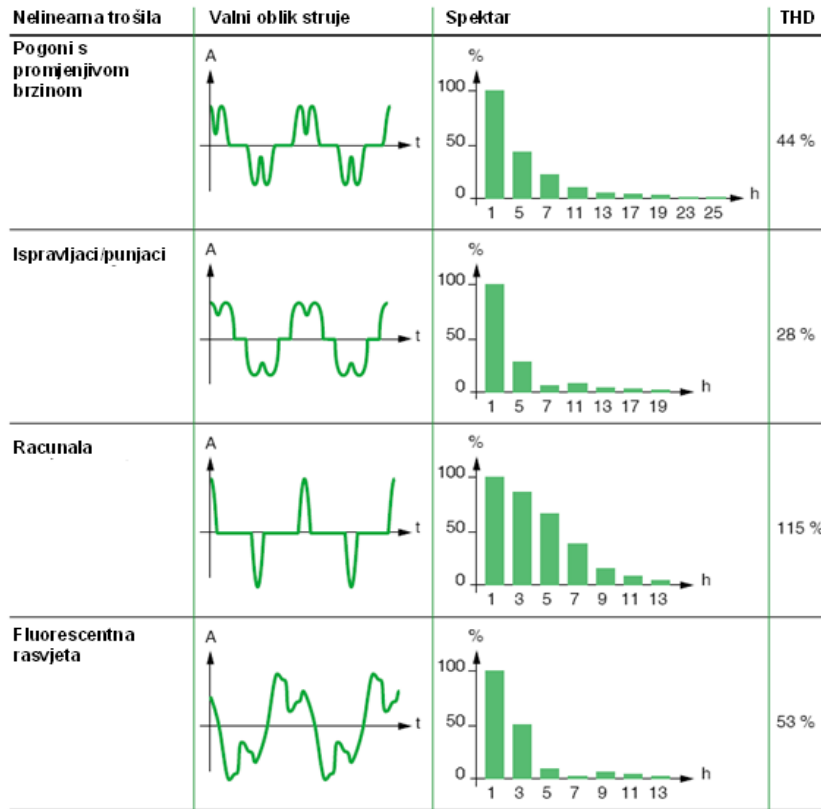 Nelinearna trošila Valni oblik struje Spektar THD
Pogoni s
promjenjivom
brzinom
A
t
%
100
50
0
h
1 5 7 11 13 17 19 23 25
44 %
Ispravljaci/punjaci
A
t
%
100
50
0
h
1 5 7 11 13 17 19
28 %
Racunala
A
t
%
100
50
0
h
1 3 5 7 9 11 13
115 %
Fluorescentna
rasvjeta
A
t
%
100
50
0
h
1 3 5 7 9 11 13
53 %